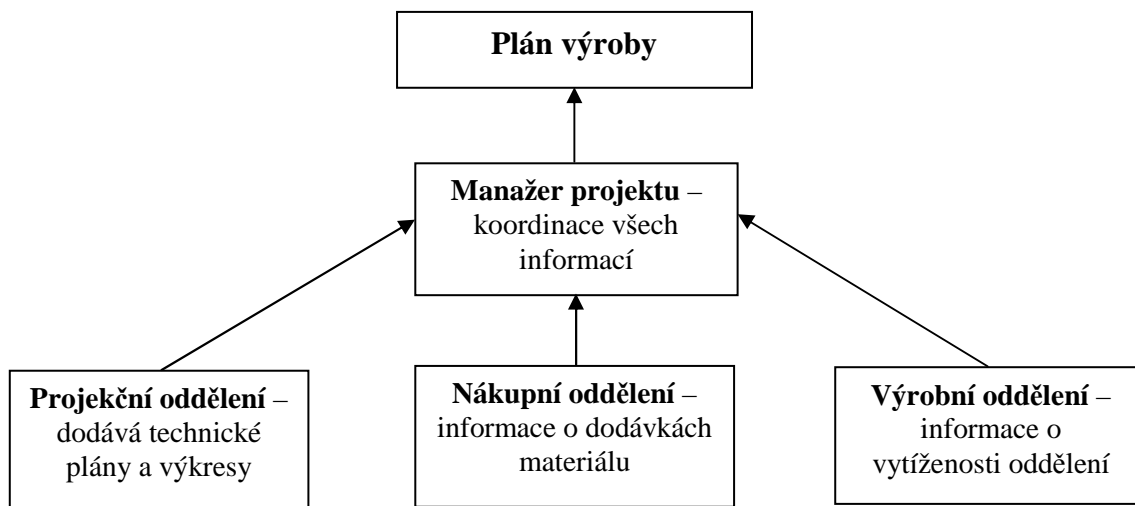 Plán výroby
Manažer projektu –
koordinace všech
informací
Projekční oddělení –
dodává technické
plány a výkresy
Nákupní oddělení –
informace o dodávkách
materiálu
Výrobní oddělení –
informace o
vytíženosti oddělení